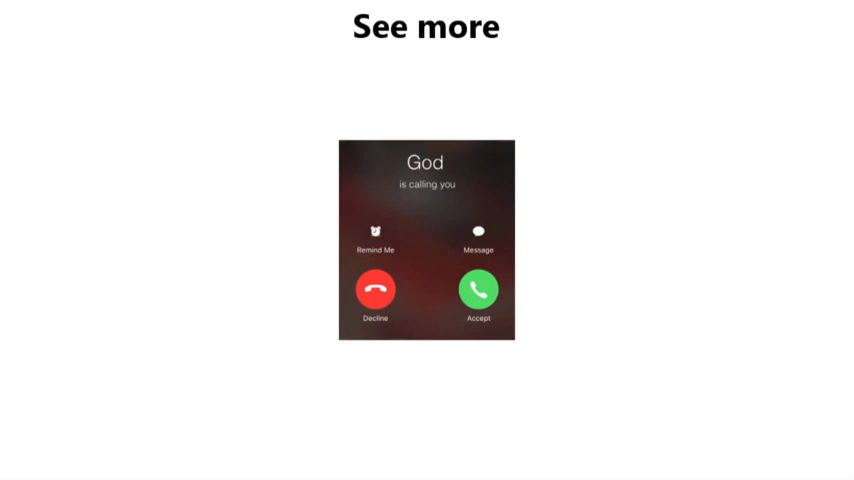 See more
God
is calling you
Remind Me
Message
Decline
Accept